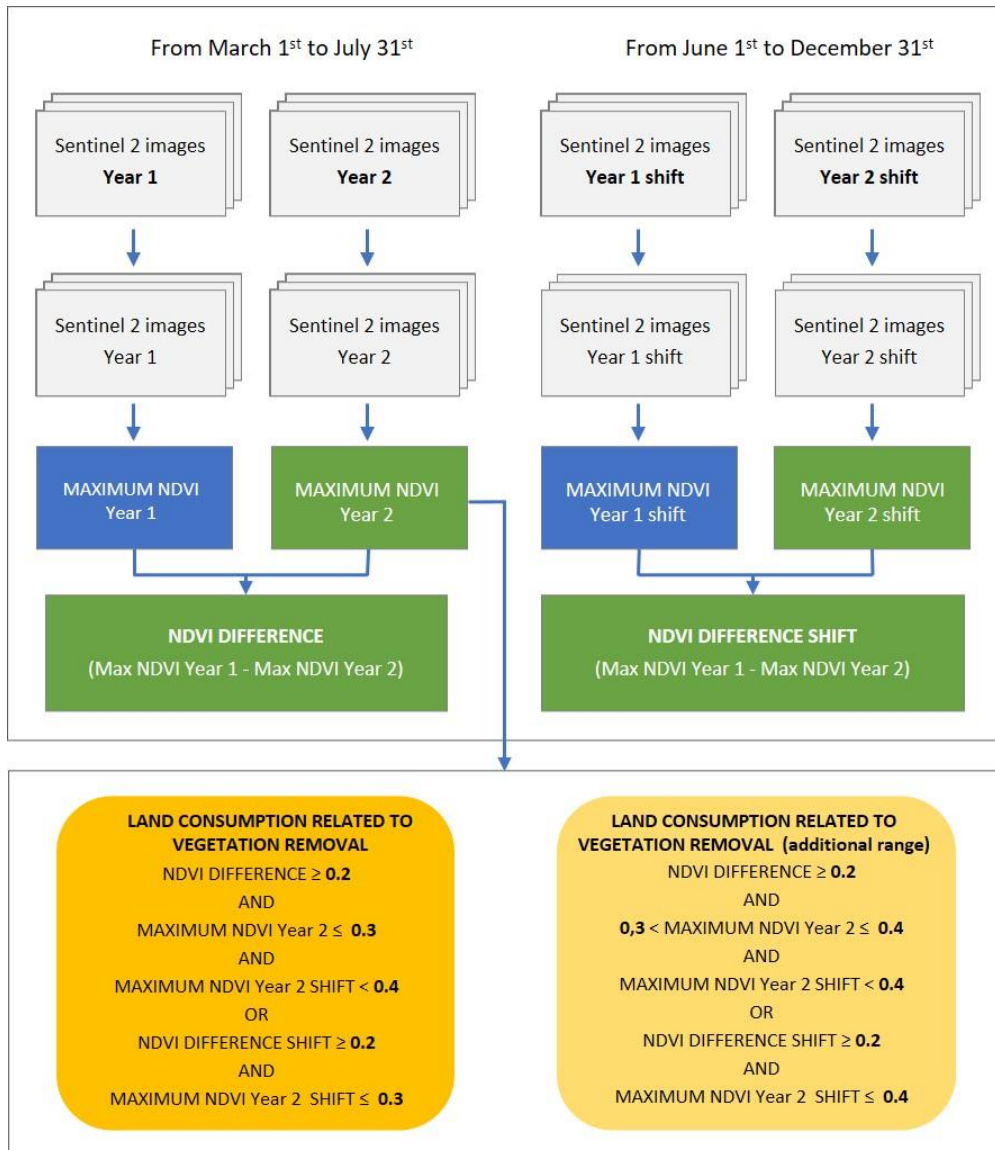 From March 1st to July 31st
From June 1st to December 31st
Sentinel 2 images
Year 1
Sentinel 2 images
Year 2
Sentinel 2 images
Year 1 shift
Sentinel 2 images
Year 2 shift
Sentinel 2 images
Year 1
Sentinel 2 images
Year 2
Sentinel 2 images
Year 1 shift
Sentinel 2 images
Year 2 shift
MAXIMUM NDVI
Year 1
MAXIMUM NDVI
Year 2
MAXIMUM NDVI
Year 1 shift
MAXIMUM NDVI
Year 2 shift
NDVI DIFFERENCE
(Max NDVI Year 1 - Max NDVI Year 2)
NDVI DIFFERENCE SHIFT
(Max NDVI Year 1 - Max NDVI Year 2)
LAND CONSUMPTION RELATED TO
VEGETATION REMOVAL
NDVI DIFFERENCE ≥ 0.2
AND
MAXIMUM NDVI Year 2 ≤ 0.3
AND
MAXIMUM NDVI Year 2 SHIFT < 0.4
OR
NDVI DIFFERENCE SHIFT ≥ 0.2
AND
MAXIMUM NDVI Year 2 SHIFT ≤ 0.3
LAND CONSUMPTION RELATED TO
VEGETATION REMOVAL (additional range)
NDVI DIFFERENCE ≥ 0.2
AND
0,3 < MAXIMUM NDVI Year 2 ≤ 0.4
AND
MAXIMUM NDVI Year 2 SHIFT < 0.4
OR
NDVI DIFFERENCE SHIFT ≥ 0.2
AND
MAXIMUM NDVI Year 2 SHIFT ≤ 0.4